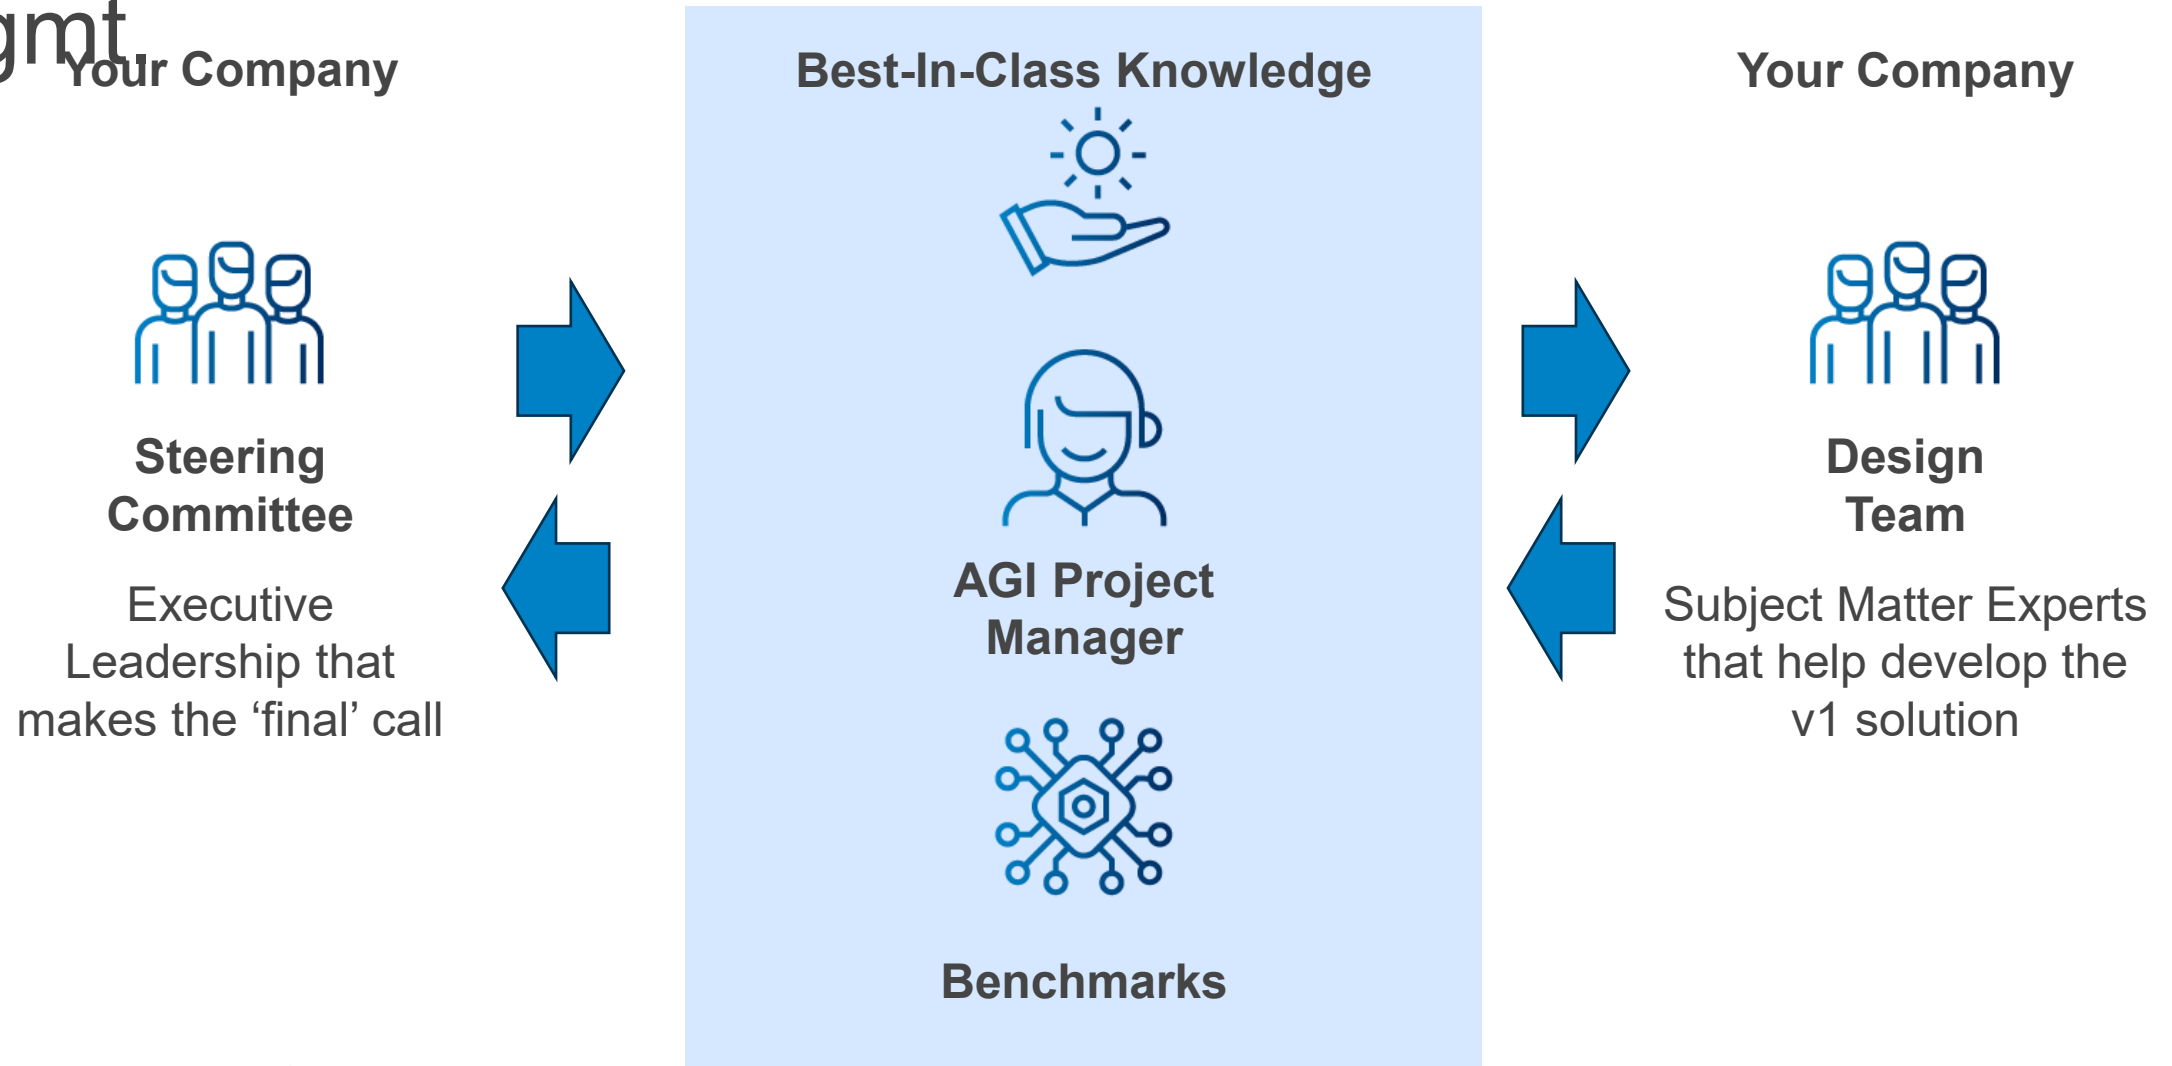 gmt.
Your Company
Best-In-Class Knowledge
Your Company
Steering
Committee
Executive
Leadership that
makes the ‘final’ call
AGI Project
Manager
Benchmarks
Design
Team
Subject Matter Experts
that help develop the
v1 solution